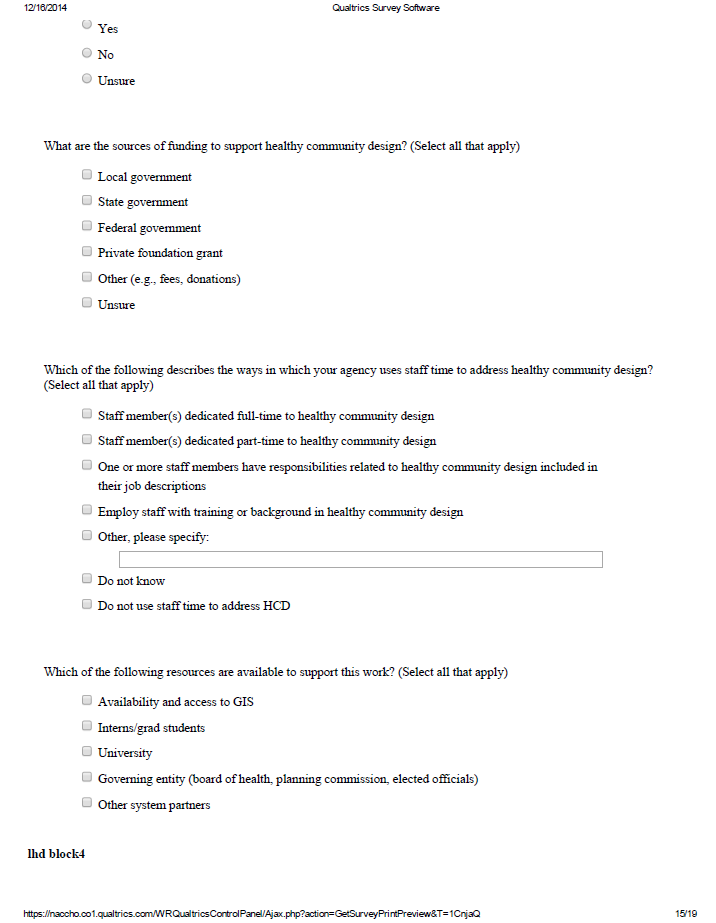 12/16/2014
Qualtrics Survey Software
Yes
No
Unsure
What are the sources of funding to support healthy community design? (Select all that apply)
Local government
State government
Federal government
Private foundation grant
Other (e.g., fees, donations)
Unsure
Which of the following describes the ways in which your agency uses staff time to address healthy community design?
(Select all that apply)
Staff member(s) dedicated full-time to healthy community design
Staff member(s) dedicated part-time to healthy community design
One or more staff members have responsibilities related to healthy community design included in
their job descriptions
Employ staff with training or background in healthy community design
Other, please specify:
Do not know
Do not use staff time to address HCD
Which of the following resources are available to support this work? (Select all that apply)
Availability and access to GIS
Interns/grad students
University
Governing entity (board of health, planning commission, elected officials)
Other system partners
lhd block4
https://naccho.co1.qualtrics.com/WRQualtricsControlPanel/Ajax.php?action=GetSurveyPrintPreview&T=1CnjaQ
15/19